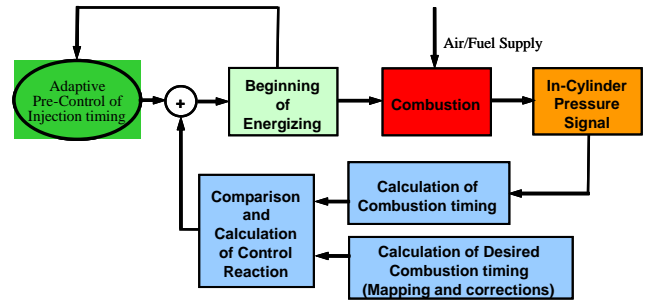 Air/Fuel Supply
Adaptive
Pre-Control of
Injection timing
+
Beginning
of
Energizing
Combustion
In-Cylinder
Pressure
Signal
Comparison
and
Calculation
of Control
Reaction
Calculation of
Combustion timing
Calculation of Desired
Combustion timing
(Mapping and corrections)